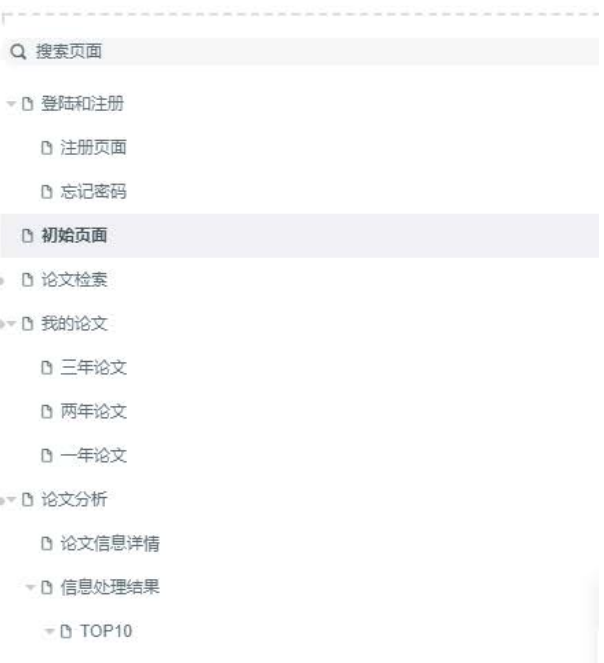 搜索页面
登陆和注册
注册页面
忘记密码
初始页面
论文检索
我的论文
三年论文
两年论文
一年论文
论文分析
论文信息详情
信息处理结果
TOP10